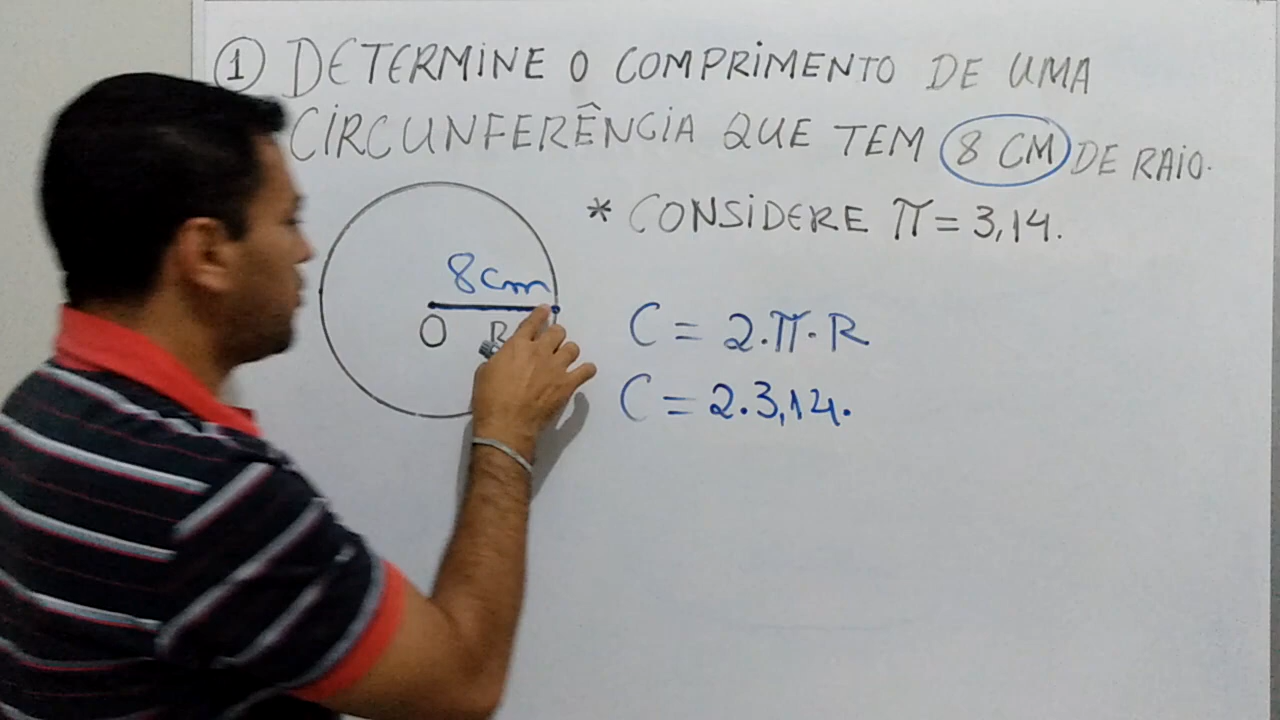 1 DETERMINE O COMPRIMENTO DE UMA
CIRCUNFERÊNCIA QUE TEM 8 CM DE RAIO.
* CONSIDERE π = 3,14.
8cm
O R
C = 2.π.R
C = 2.3,14.